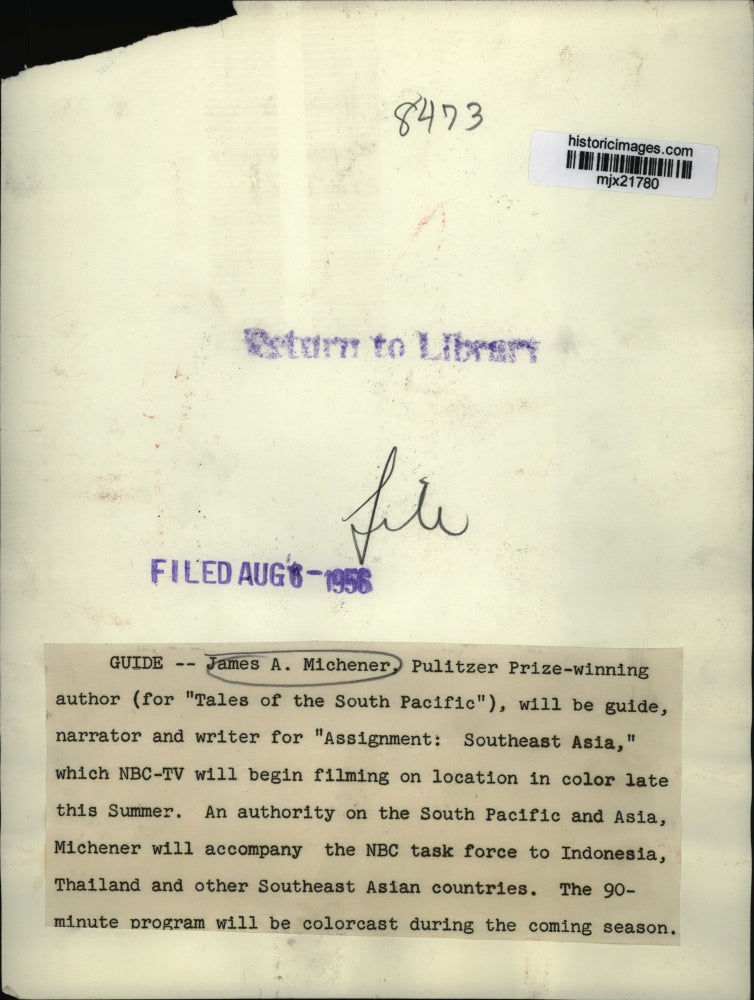 8473
historicimages.com
mjx21780
Return to Library
file
FILED AUG 6-1956
GUIDE -- James A. Michener, Pulitzer Prize-winning
author (for "Tales of the South Pacific"), will be guide,
narrator and writer for "Assignment:  Southeast Asia,"
which NBC-TV will begin filming on location in color late
this Summer.  An authority on the South Pacific and Asia,
Michener will accompany  the NBC task force to Indonesia,
Thailand and other Southeast Asian countries.  The 90-
minute program will be colorcast during the coming season.